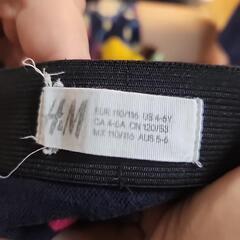 H&M
EUR 110/116 US 4-6Y
CA 4-6A CN 120/53
MX 110/116 AUS 5-6